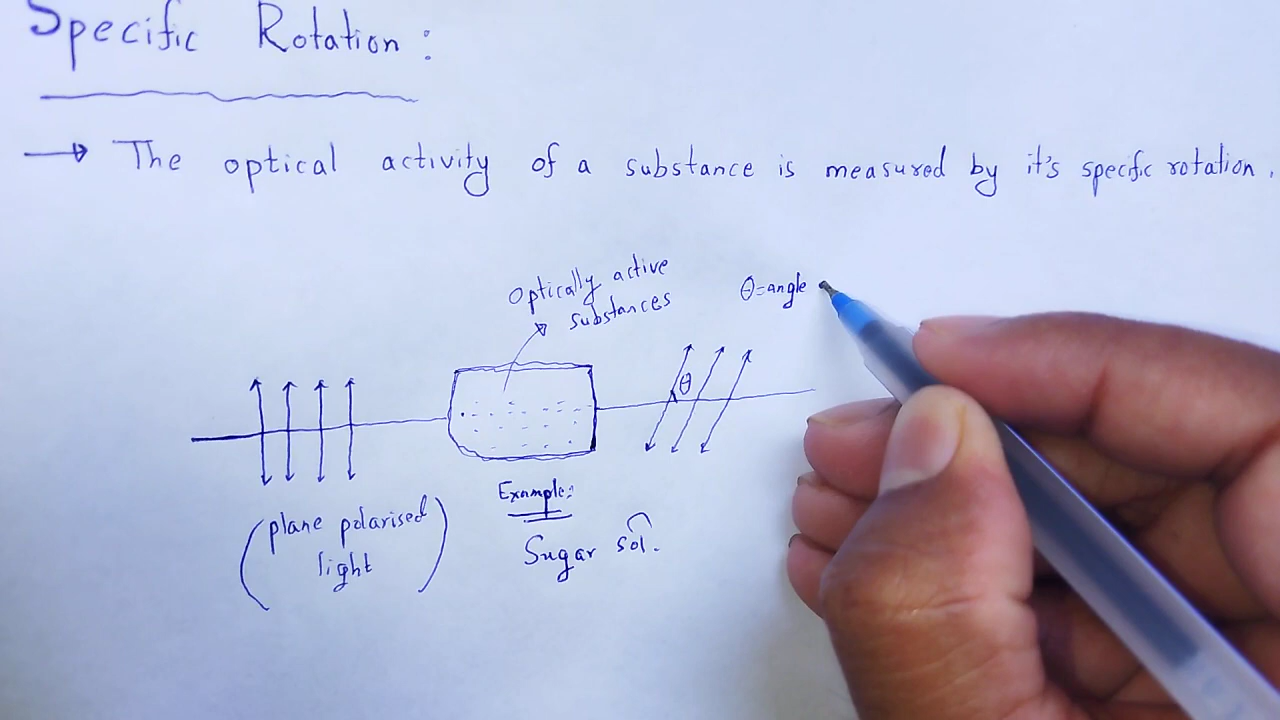 Specific Rotation :
The optical activity of a substance is measured by it's specific rotation.
Optically active
substances
θ=angle
θ
(plane polarised
light)
Example:
Sugar sol.